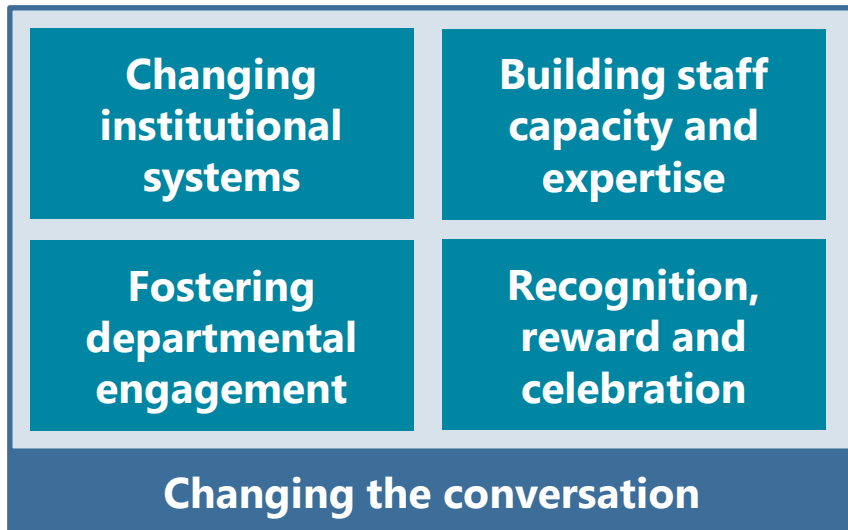 Changing
institutional
systems
Building staff
capacity and
expertise
Fostering
departmental
engagement
Recognition,
reward and
celebration
Changing the conversation